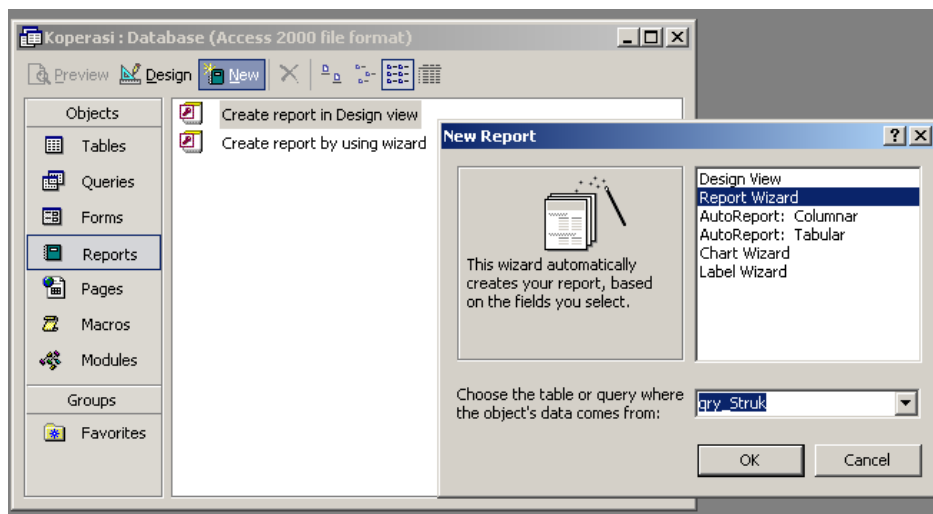 Koperasi : Database (Access 2000 file format)
Preview Design New
Objects
Tables
Queries
Forms
Reports
Pages
Macros
Modules
Groups
Favorites
Create report in Design view
Create report by using wizard
New Report
This wizard automatically
creates your report, based
on the fields you select.
Design View
Report Wizard
AutoReport: Columnar
AutoReport: Tabular
Chart Wizard
Label Wizard
Choose the table or query where
the object's data comes from:
qry_Struk
OK Cancel